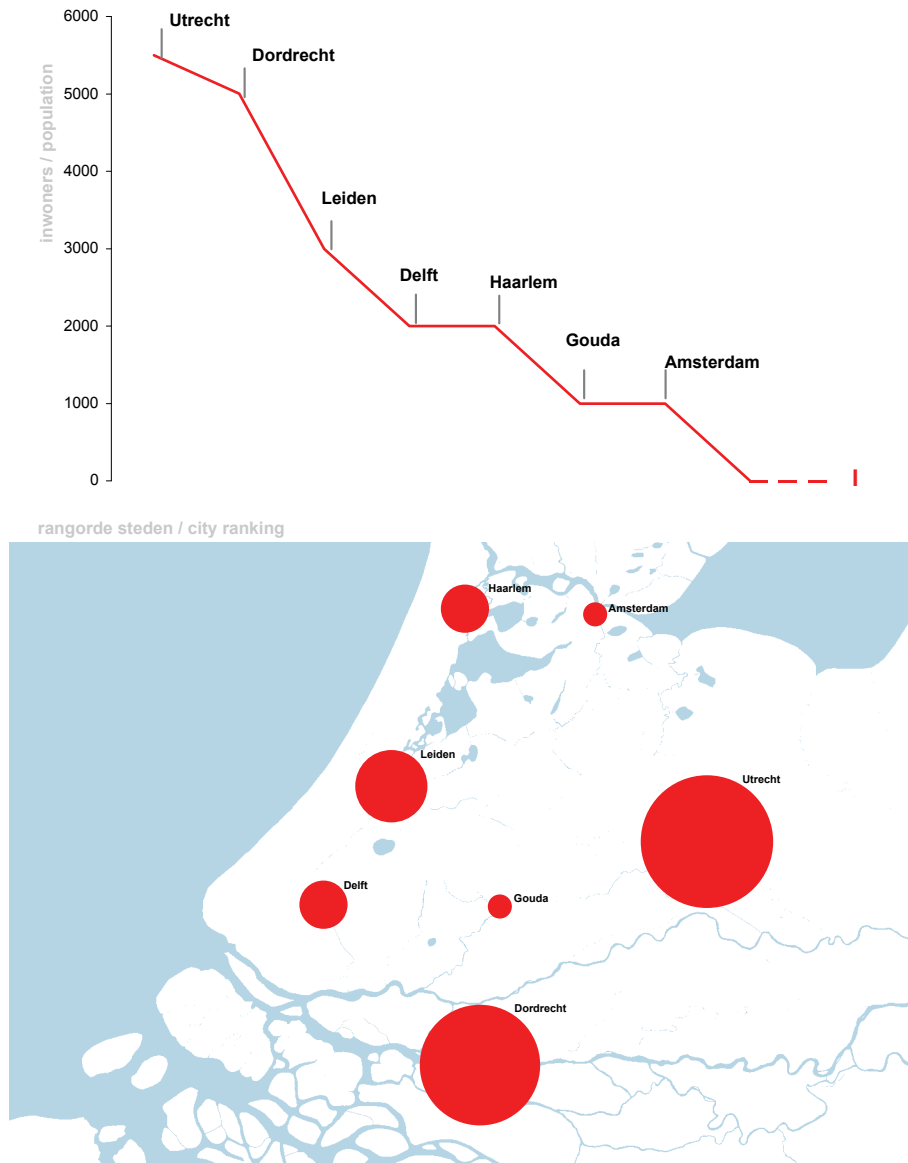 6000
Utrecht
Dordrecht
5000
inwoners / population
4000
Leiden
3000
Delft
Haarlem
2000
Gouda
Amsterdam
1000
0
rangorde steden / city ranking
Haarlem
Amsterdam
Leiden
Utrecht
Delft
Gouda
Dordrecht